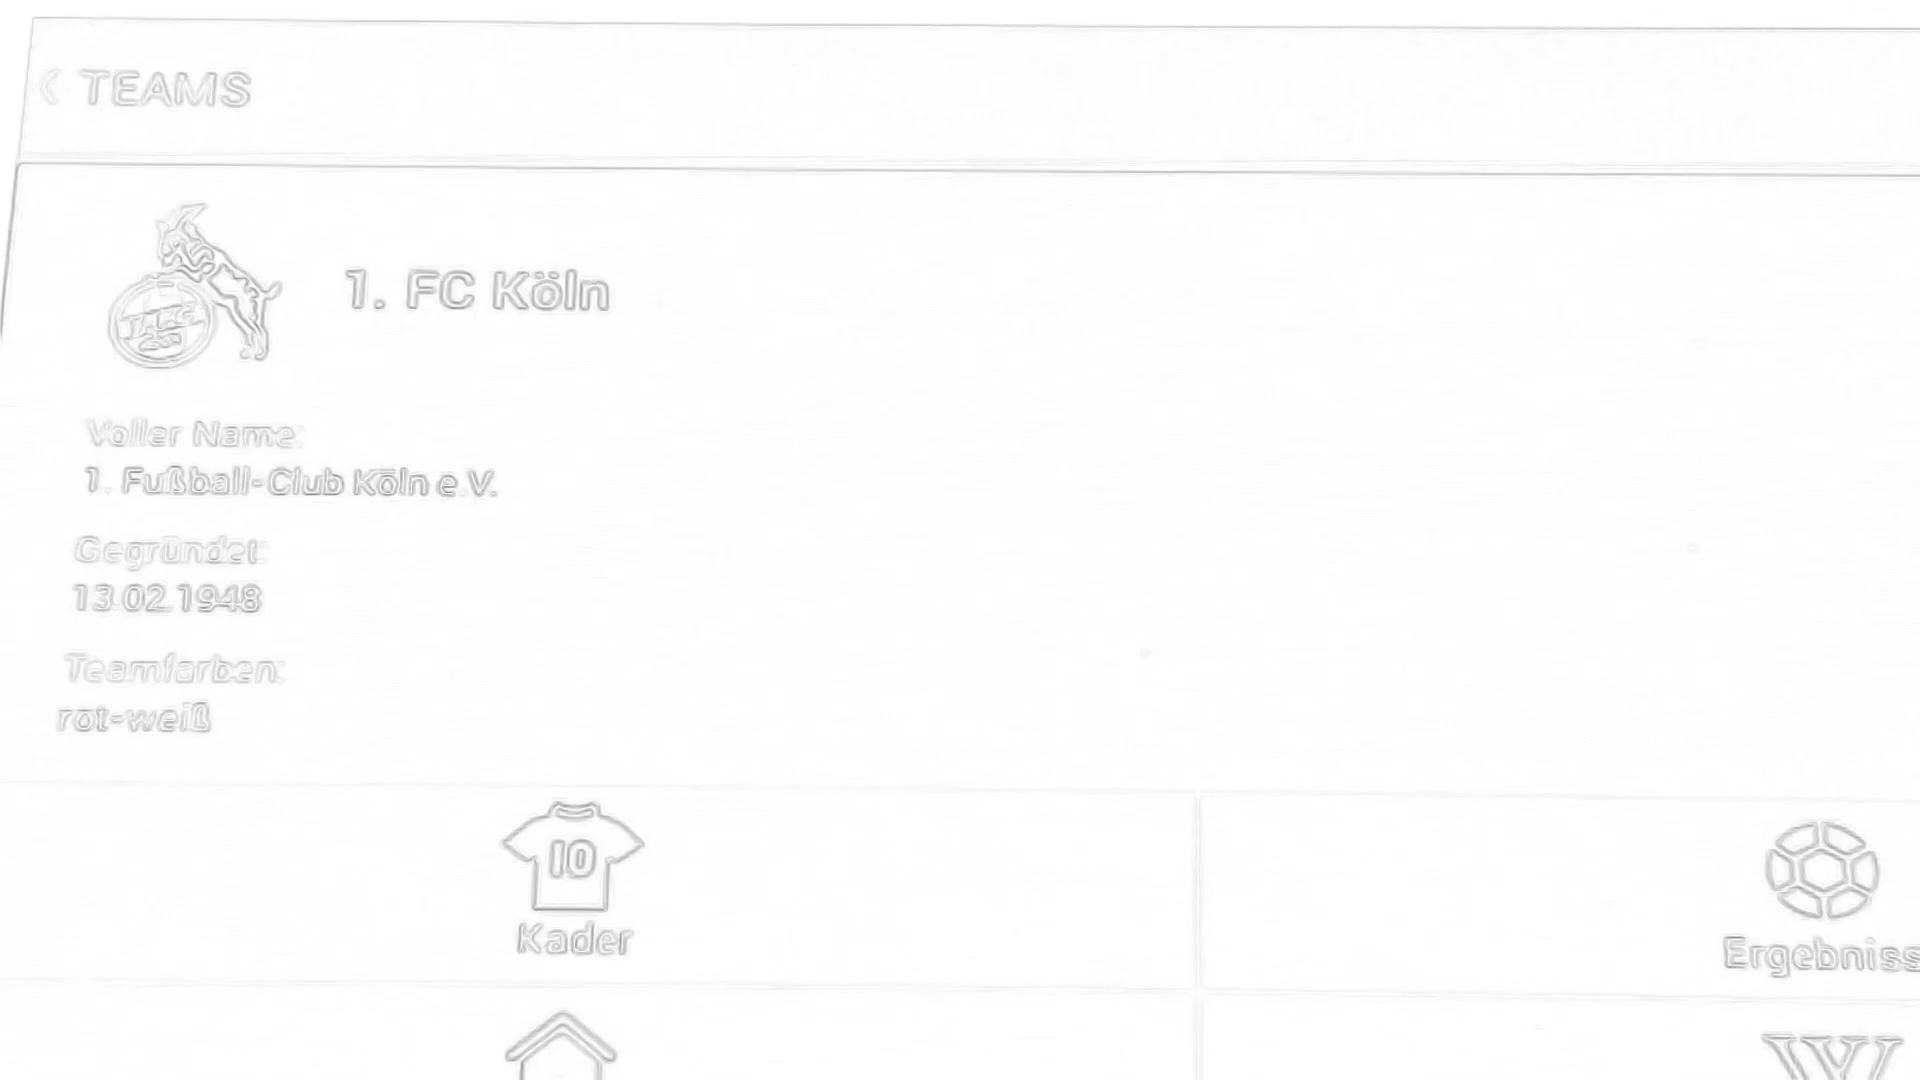 TEAMS
1. FC Köln
Voller Name:
1. Fußball-Club Köln e.V.
Gegründet:
13.02.1948
Teamfarben:
rot-weiß
10
Kader
W